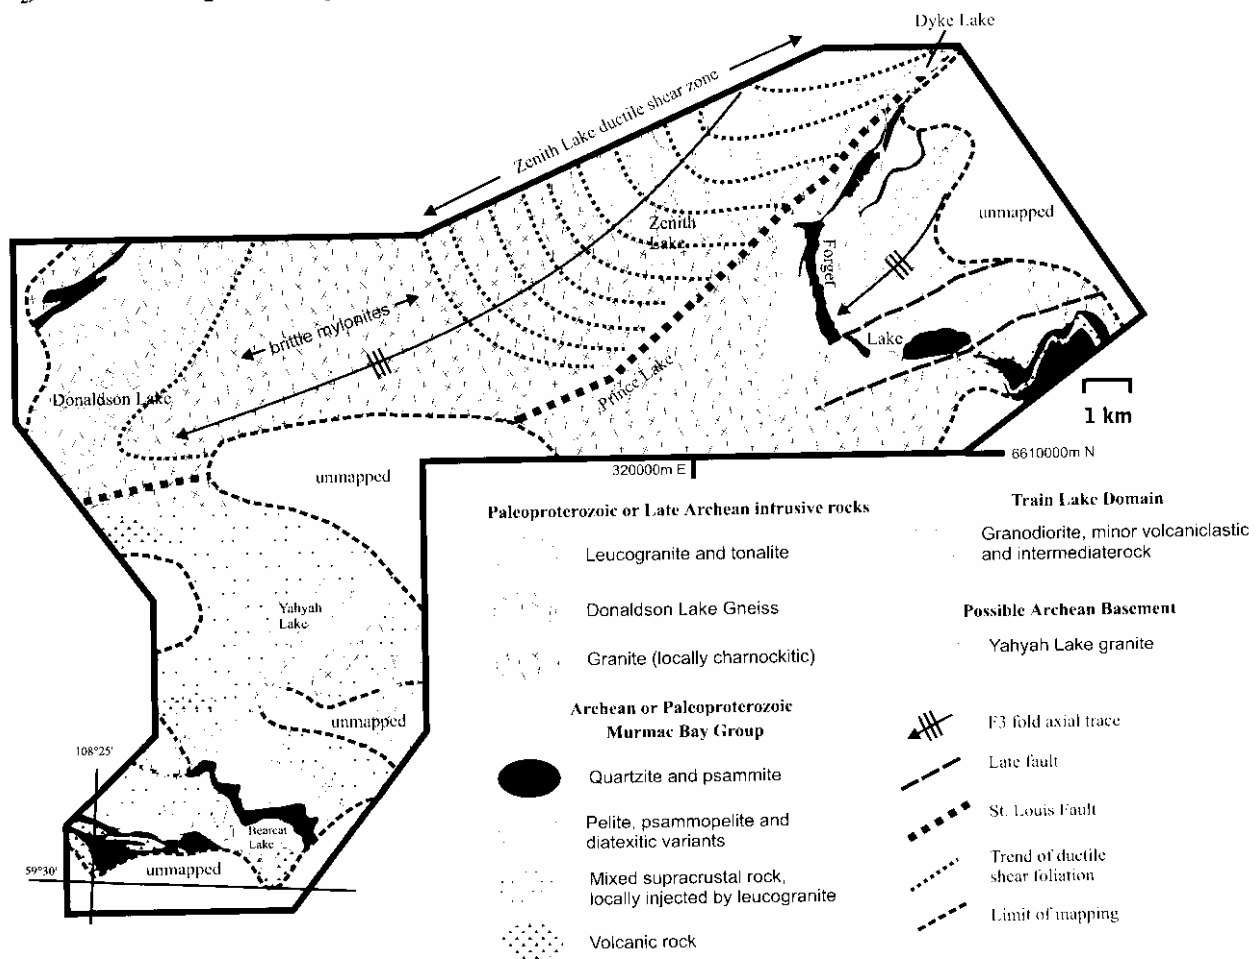 Dyke Lake
Zenith Lake ductile shear zone
unmapped
Zenith
Lake
Forget
Lake
brittle mylonites
Donaldson Lake
Prince Lake
1 km
6610000m N
320000m E
unmapped
Yahyah
Lake
unmapped
108°25'
Bearcat
Lake
59°30'
unmapped
Paleoproterozoic or Late Archean intrusive rocks
Leucogranite and tonalite
Donaldson Lake Gneiss
Granite (locally charnockitic)
Archean or Paleoproterozoic
Murmac Bay Group
Quartzite and psammite
Pelite, psammopelite and
diatexitic variants
Mixed supracrustal rock,
locally injected by leucogranite
Volcanic rock
Train Lake Domain
Granodiorite, minor volcaniclastic
and intermediaterock
Possible Archean Basement
Yahyah Lake granite
F3 fold axial trace
Late fault
St. Louis Fault
Trend of ductile
shear foliation
Limit of mapping